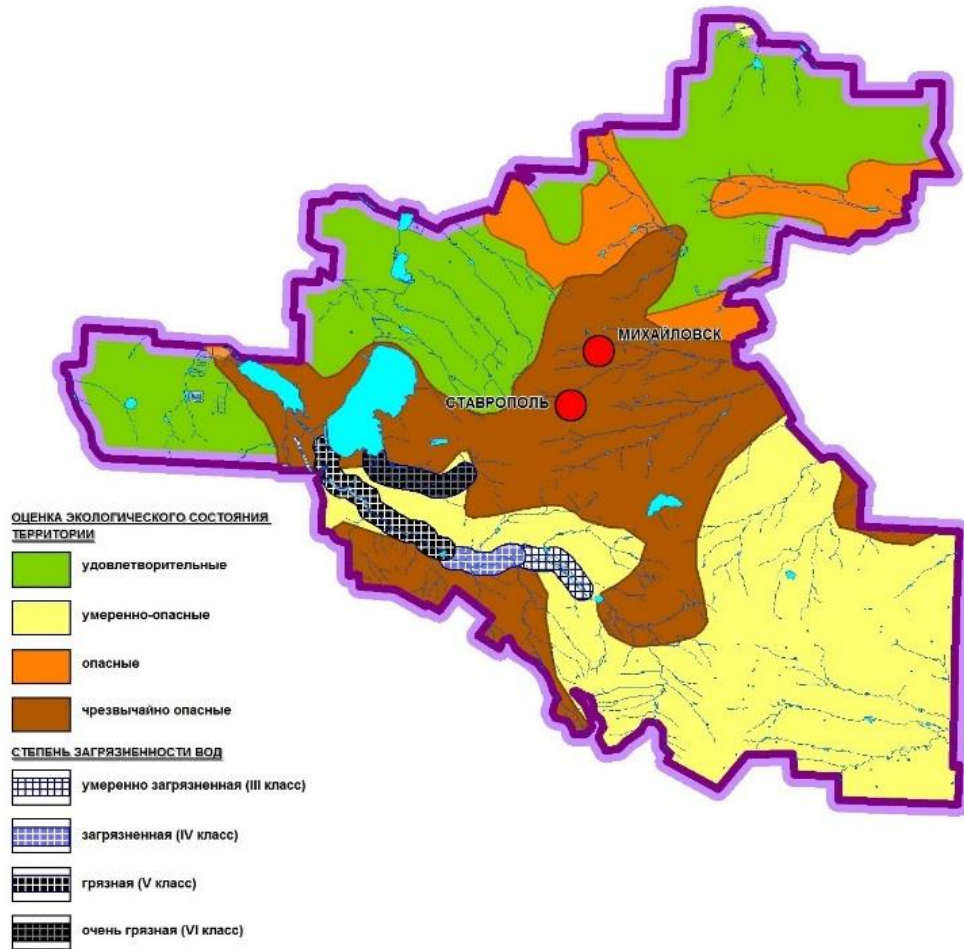 МИХАЙЛОВСК
СТАВРОПОЛЬ
ОЦЕНКА ЭКОЛОГИЧЕСКОГО СОСТОЯНИЯ
ТЕРРИТОРИИ
удовлетворительные
умеренно-опасные
опасные
чрезвычайно опасные
СТЕПЕНЬ ЗАГРЯЗНЕННОСТИ ВОД
умеренно загрязненная (III класс)
загрязненная (IV класс)
грязная (V класс)
очень грязная (VI класс)